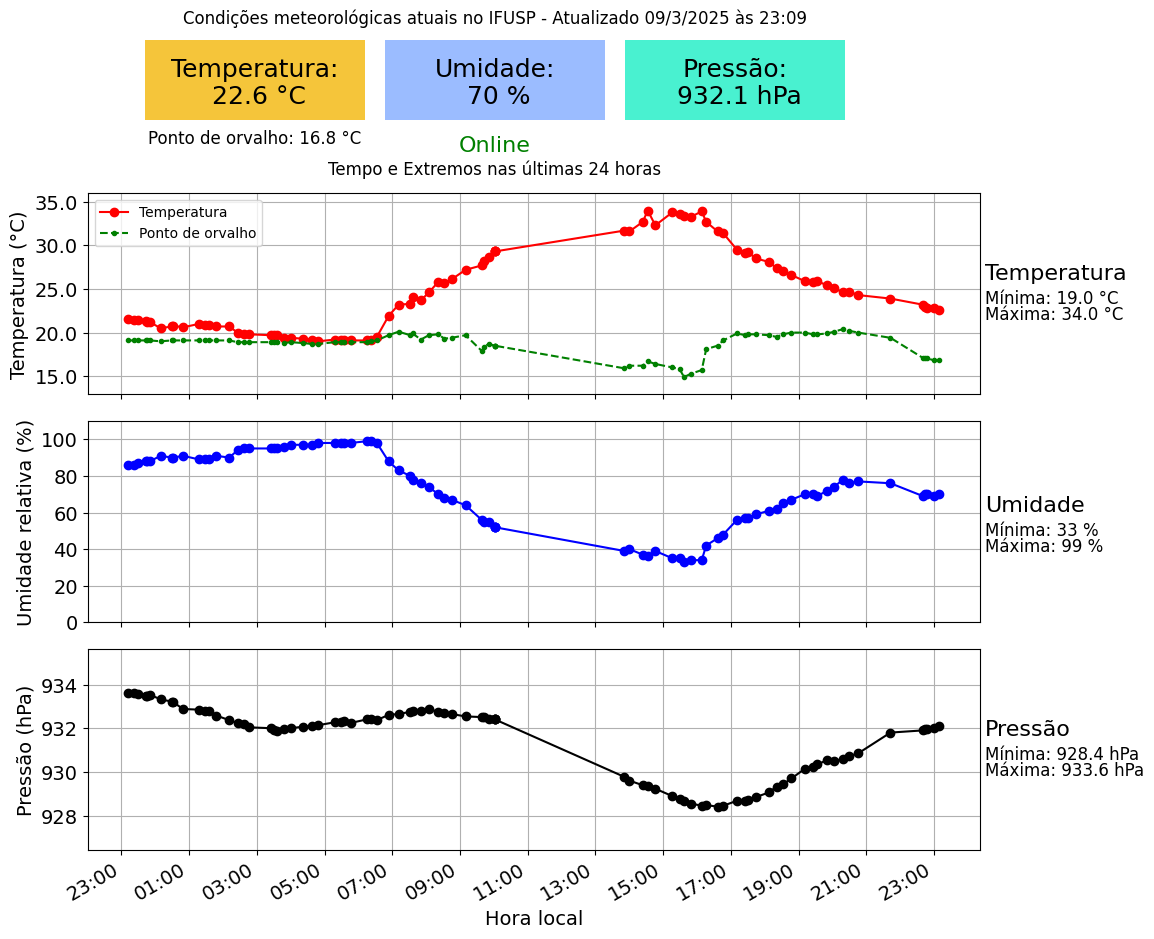 Condições meteorológicas atuais no IFUSP - Atualizado 09/3/2025 às 23:09
Temperatura:
22.6 °C
Umidade:
70 %
Pressão:
932.1 hPa
Ponto de orvalho: 16.8 °C
Online
Tempo e Extremos nas últimas 24 horas
Temperatura (°C)
35.0
30.0
25.0
20.0
15.0
Temperatura
Ponto de orvalho
Temperatura
Mínima: 19.0 °C
Máxima: 34.0 °C
Umidade relativa (%)
100
80
60
40
20
0
Umidade
Mínima: 33 %
Máxima: 99 %
Pressão (hPa)
934
932
930
928
Pressão
Mínima: 928.4 hPa
Máxima: 933.6 hPa
23:00 01:00 03:00 05:00 07:00 09:00 11:00 13:00 15:00 17:00 19:00 21:00 23:00
Hora local